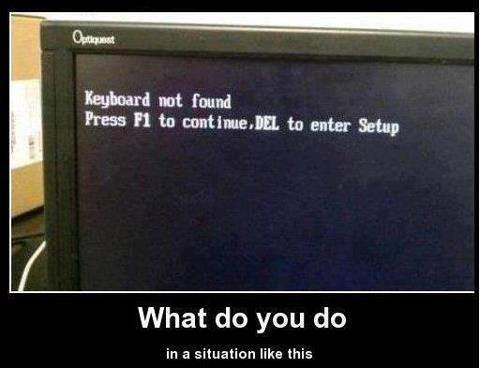 Optiquest
Keyboard not found
Press F1 to continue,DEL to enter Setup
What do you do
in a situation like this